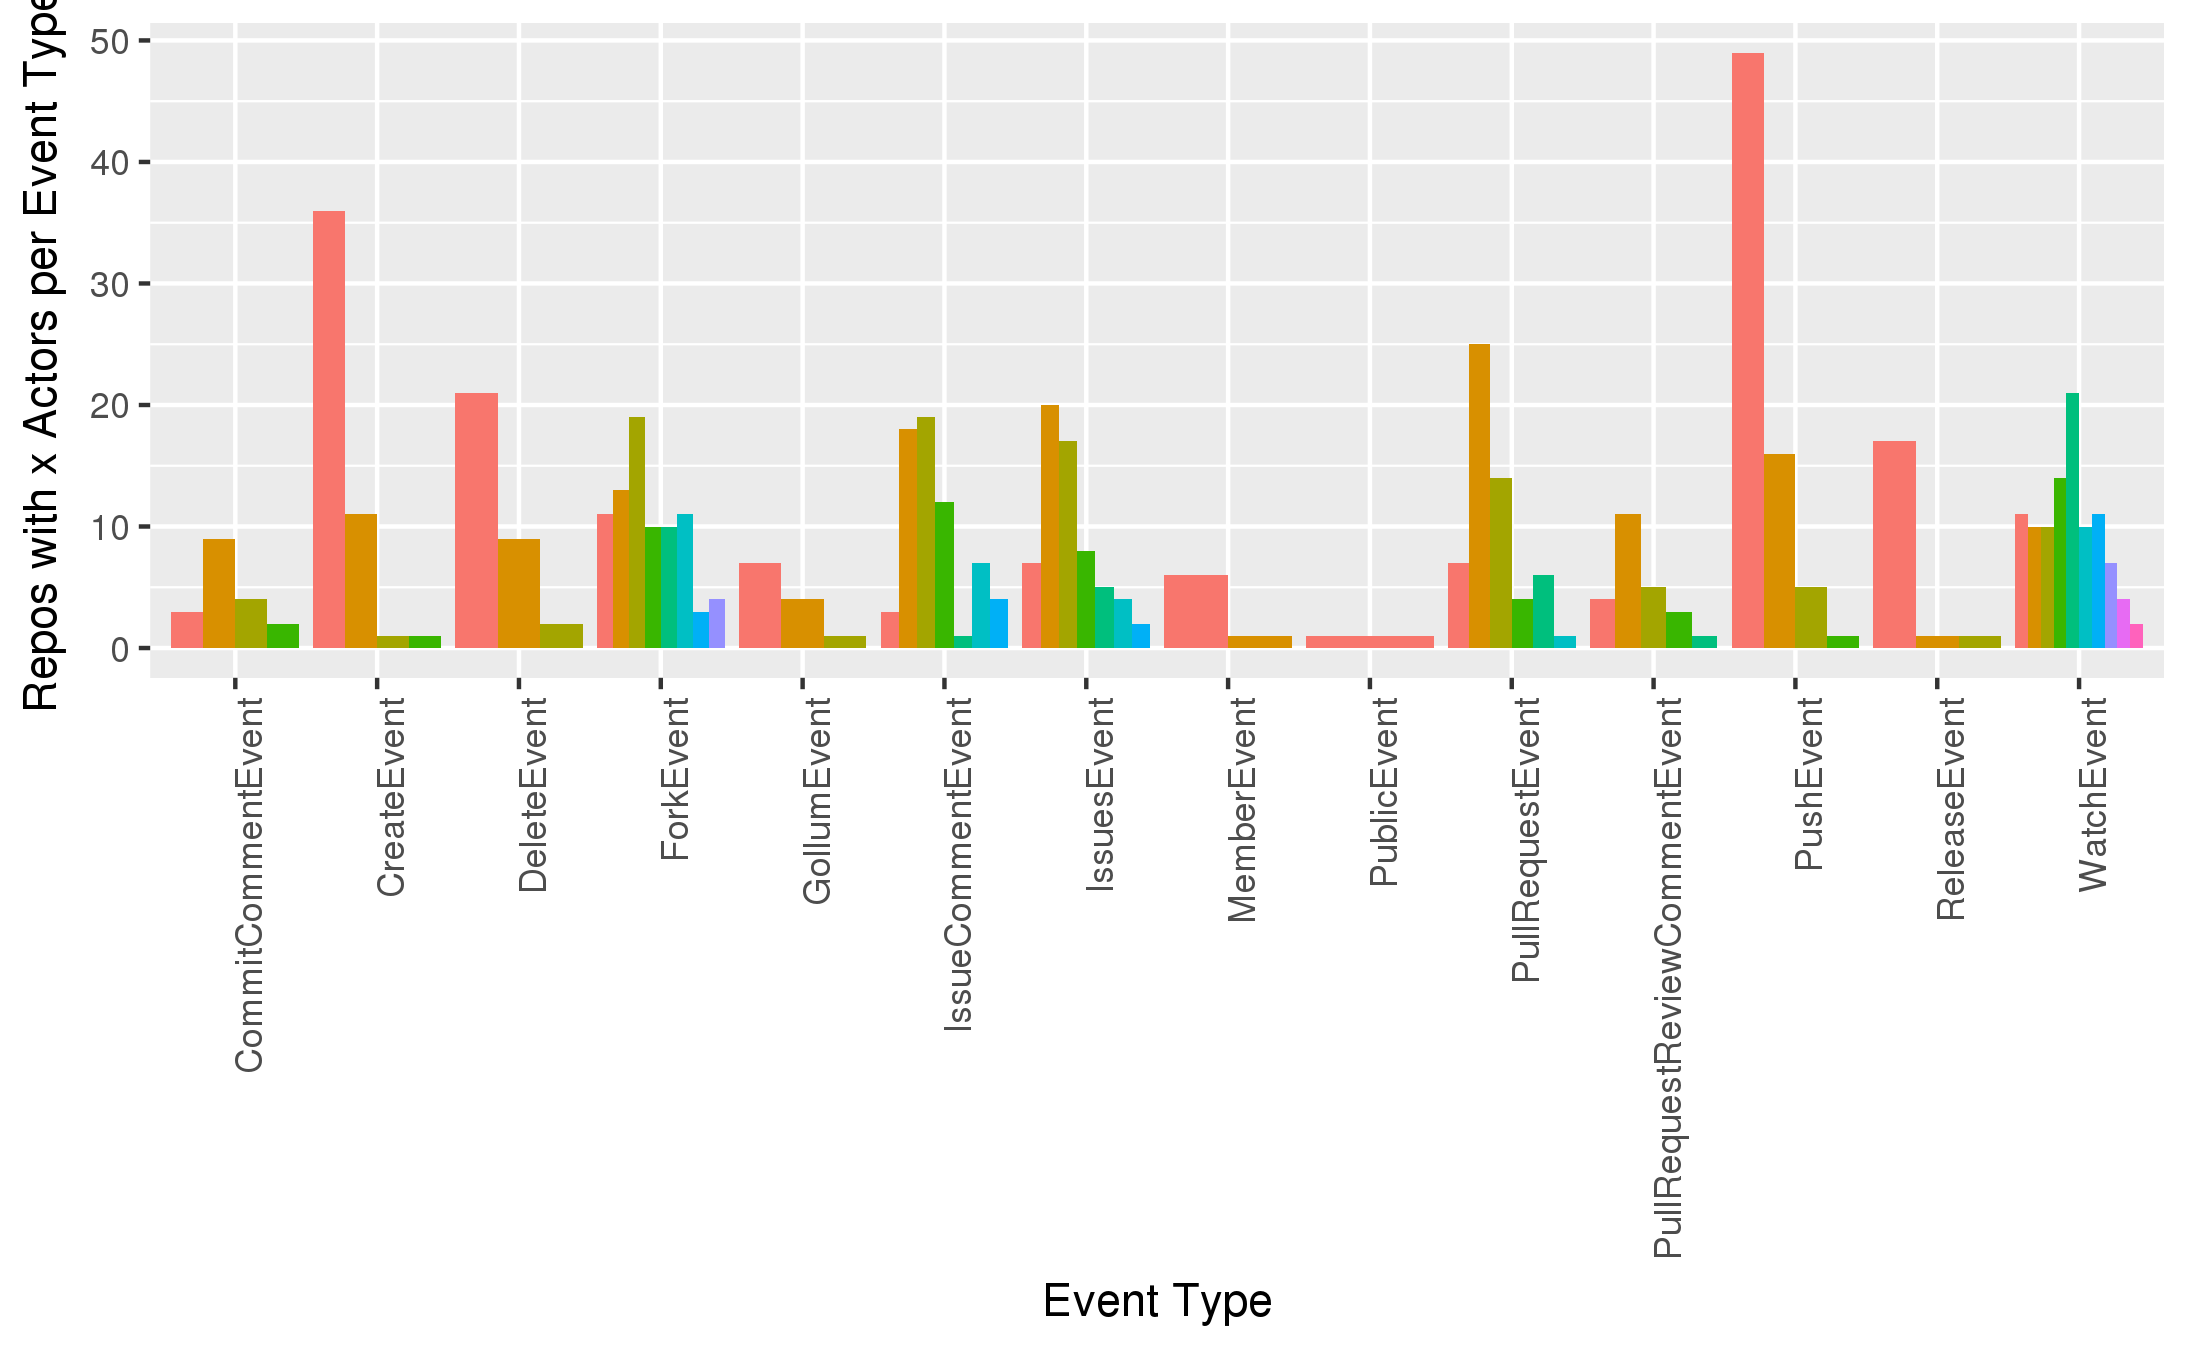 Repos with x Actors per Event Type
50
40
30
20
10
0
CommitCommentEvent
CreateEvent
DeleteEvent
ForkEvent
GollumEvent
IssueCommentEvent
IssuesEvent
MemberEvent
PublicEvent
PullRequestEvent
PullRequestReviewCommentEvent
PushEvent
ReleaseEvent
WatchEvent
Event Type